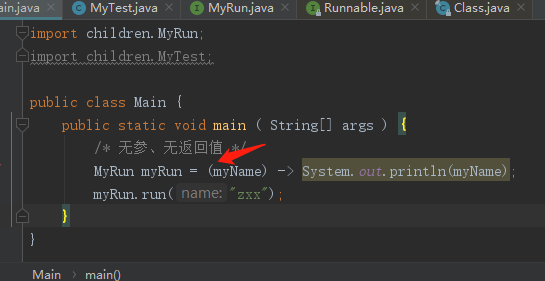 ain.java × MyTest.java × MyRun.java × Runnable.java × Class.java ×
import children.MyRun;
import children.MyTest;
public class Main {
public static void main ( String[] args ) {
/* 无参、无返回值 */
MyRun myRun = (myName) -> System.out.println(myName);
myRun.run( name: "zxx");
}
}
Main › main()